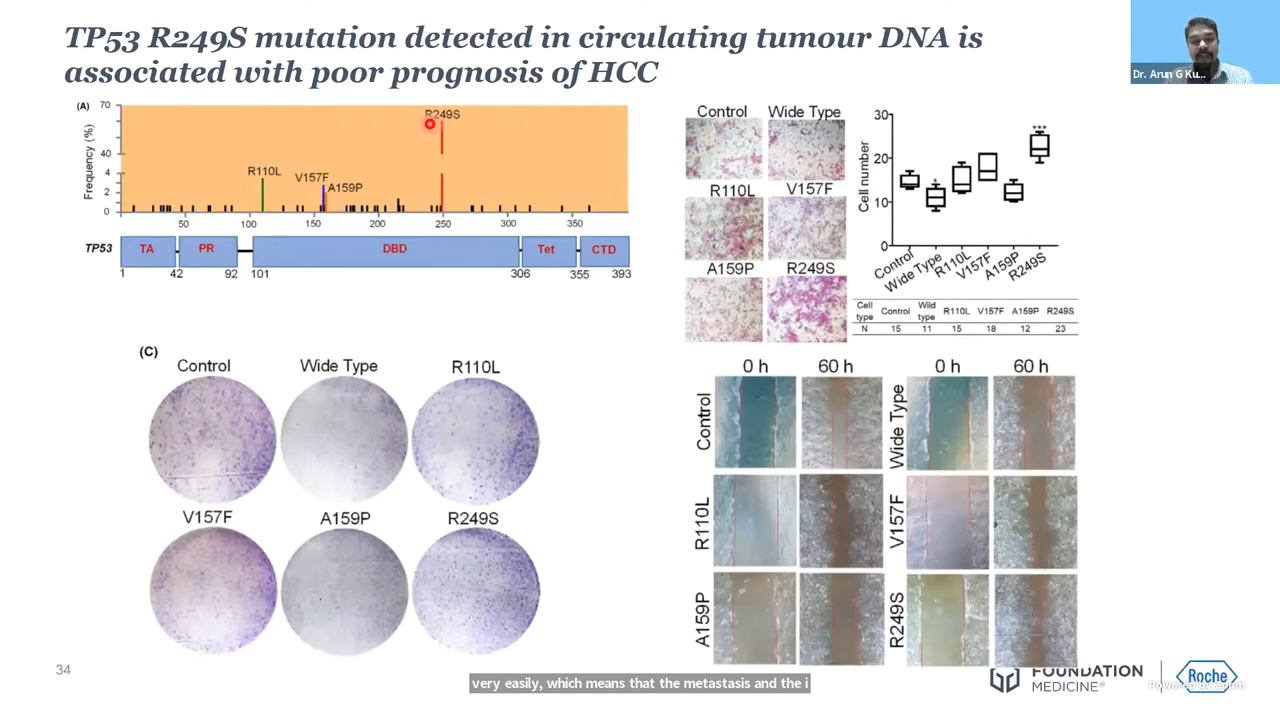 TP53 R249S mutation detected in circulating tumour DNA is
associated with poor prognosis of HCC
Dr. Arun G Ku...
(A)
Frequency (%)
70
40
4
2
0
R249S
R110L
V157F
A159P
50 100 150 200 250 300 350
TP53 TA PR DBD Tet CTD
1 42 92 101 306 355 393
Control Wide Type
R110L V157F
A159P R249S
Cell number
30
20
10
0
*
***
Control Wide Type R110L V157F A159P R249S
Cell type Control Wild type R110L V157F A159P R249S
N 15 11 15 18 12 23
(C)
Control Wide Type R110L
V157F A159P R249S
0 h 60 h 0 h 60 h
Control Wide Type
R110L V157F
A159P R249S
34
very easily, which means that the metastasis and the i
FOUNDATION
MEDICINE®
Roche
Powered by Zoom